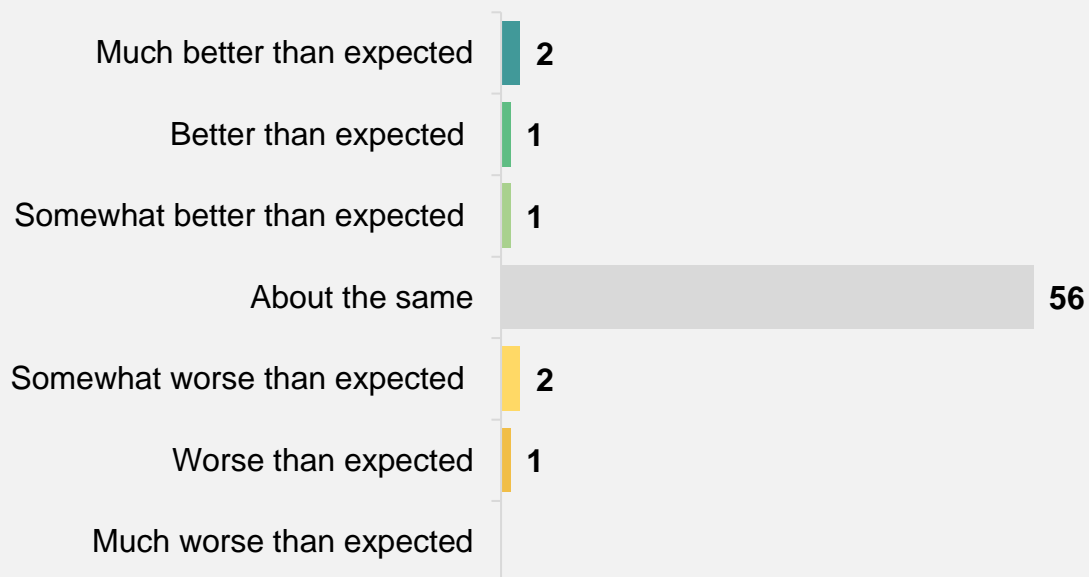 Much better than expected 2
Better than expected 1
Somewhat better than expected 1
About the same 56
Somewhat worse than expected 2
Worse than expected 1
Much worse than expected